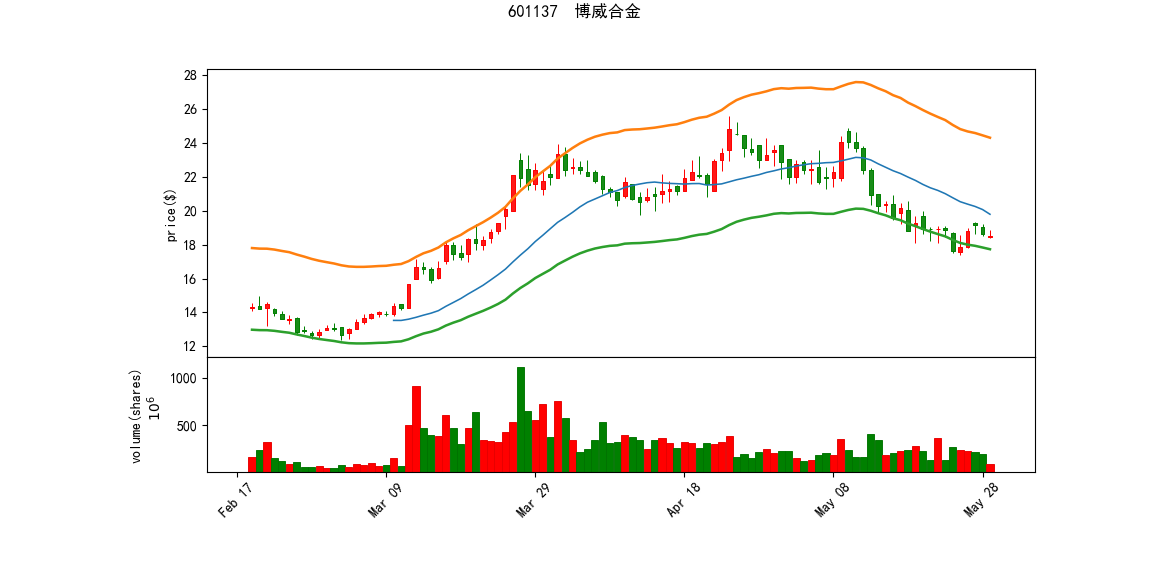 601137  博威合金
28
26
24
22
20
18
16
14
12
price($)
1000
500
volume(shares)
10^6
Feb 17
Mar 09
Mar 29
Apr 18
May 08
May 28